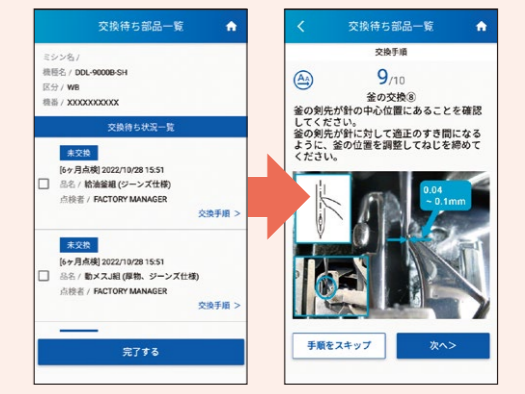 交換待ち部品一覧
ミシン名 /
機種名 / DDL-9000B-SH
区分 / WB
機番 / XXXXXXXXXX
交換待ち状況一覧
未交換
[6ヶ月点検] 2022/10/28 15:51
品名 / 給油釜組 (ジーンズ仕様)
点検者 / FACTORY MANAGER
交換手順 >
未交換
[6ヶ月点検] 2022/10/28 15:51
品名 / 動メスJ組 (厚物、ジーンズ仕様)
点検者 / FACTORY MANAGER
交換手順 >
完了する
交換待ち部品一覧
交換手順
9/10
釜の交換⑧
釜の剣先が針の中心位置にあることを確認
してください。
釜の剣先が針に対して適正のすき間になる
ように、釜の位置を調整してねじを締めて
ください。
0.04
~ 0.1mm
手順をスキップ
次へ>